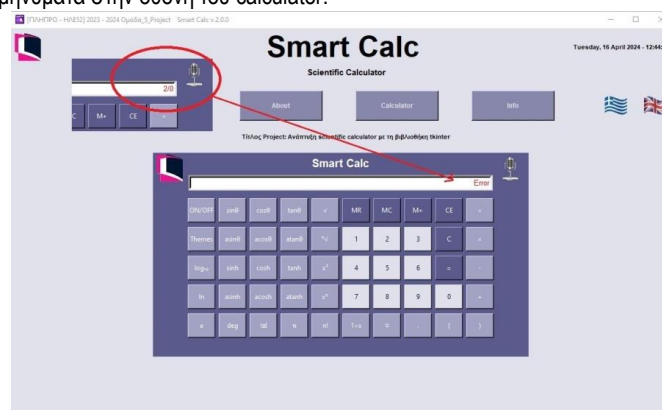 μηνύματα στην οθόνη του calculator.
[ΠΛΗΠΡΟ - ΗΛΕ52] 2023 - 2024 Ομάδα_5_Project Smart Calc v.2.0.0
Smart Calc
Tuesday, 16 April 2024 - 12:44:
Scientific Calculator
2/0
C M+ CE
About Calculator Info
Τίτλος Project: Ανάπτυξη scientific calculator με τη βιβλιοθήκη tkinter
Smart Calc
Error
ON/OFF sinθ cosθ tanθ √ MR MC M+ CE
Themes asinθ acosθ atanθ 1 2 3 C
log₁₀ sinh cosh tanh x² 4 5 6 = -
ln asinh acosh atanh 7 8 9 0 +
e deg π n! ( )